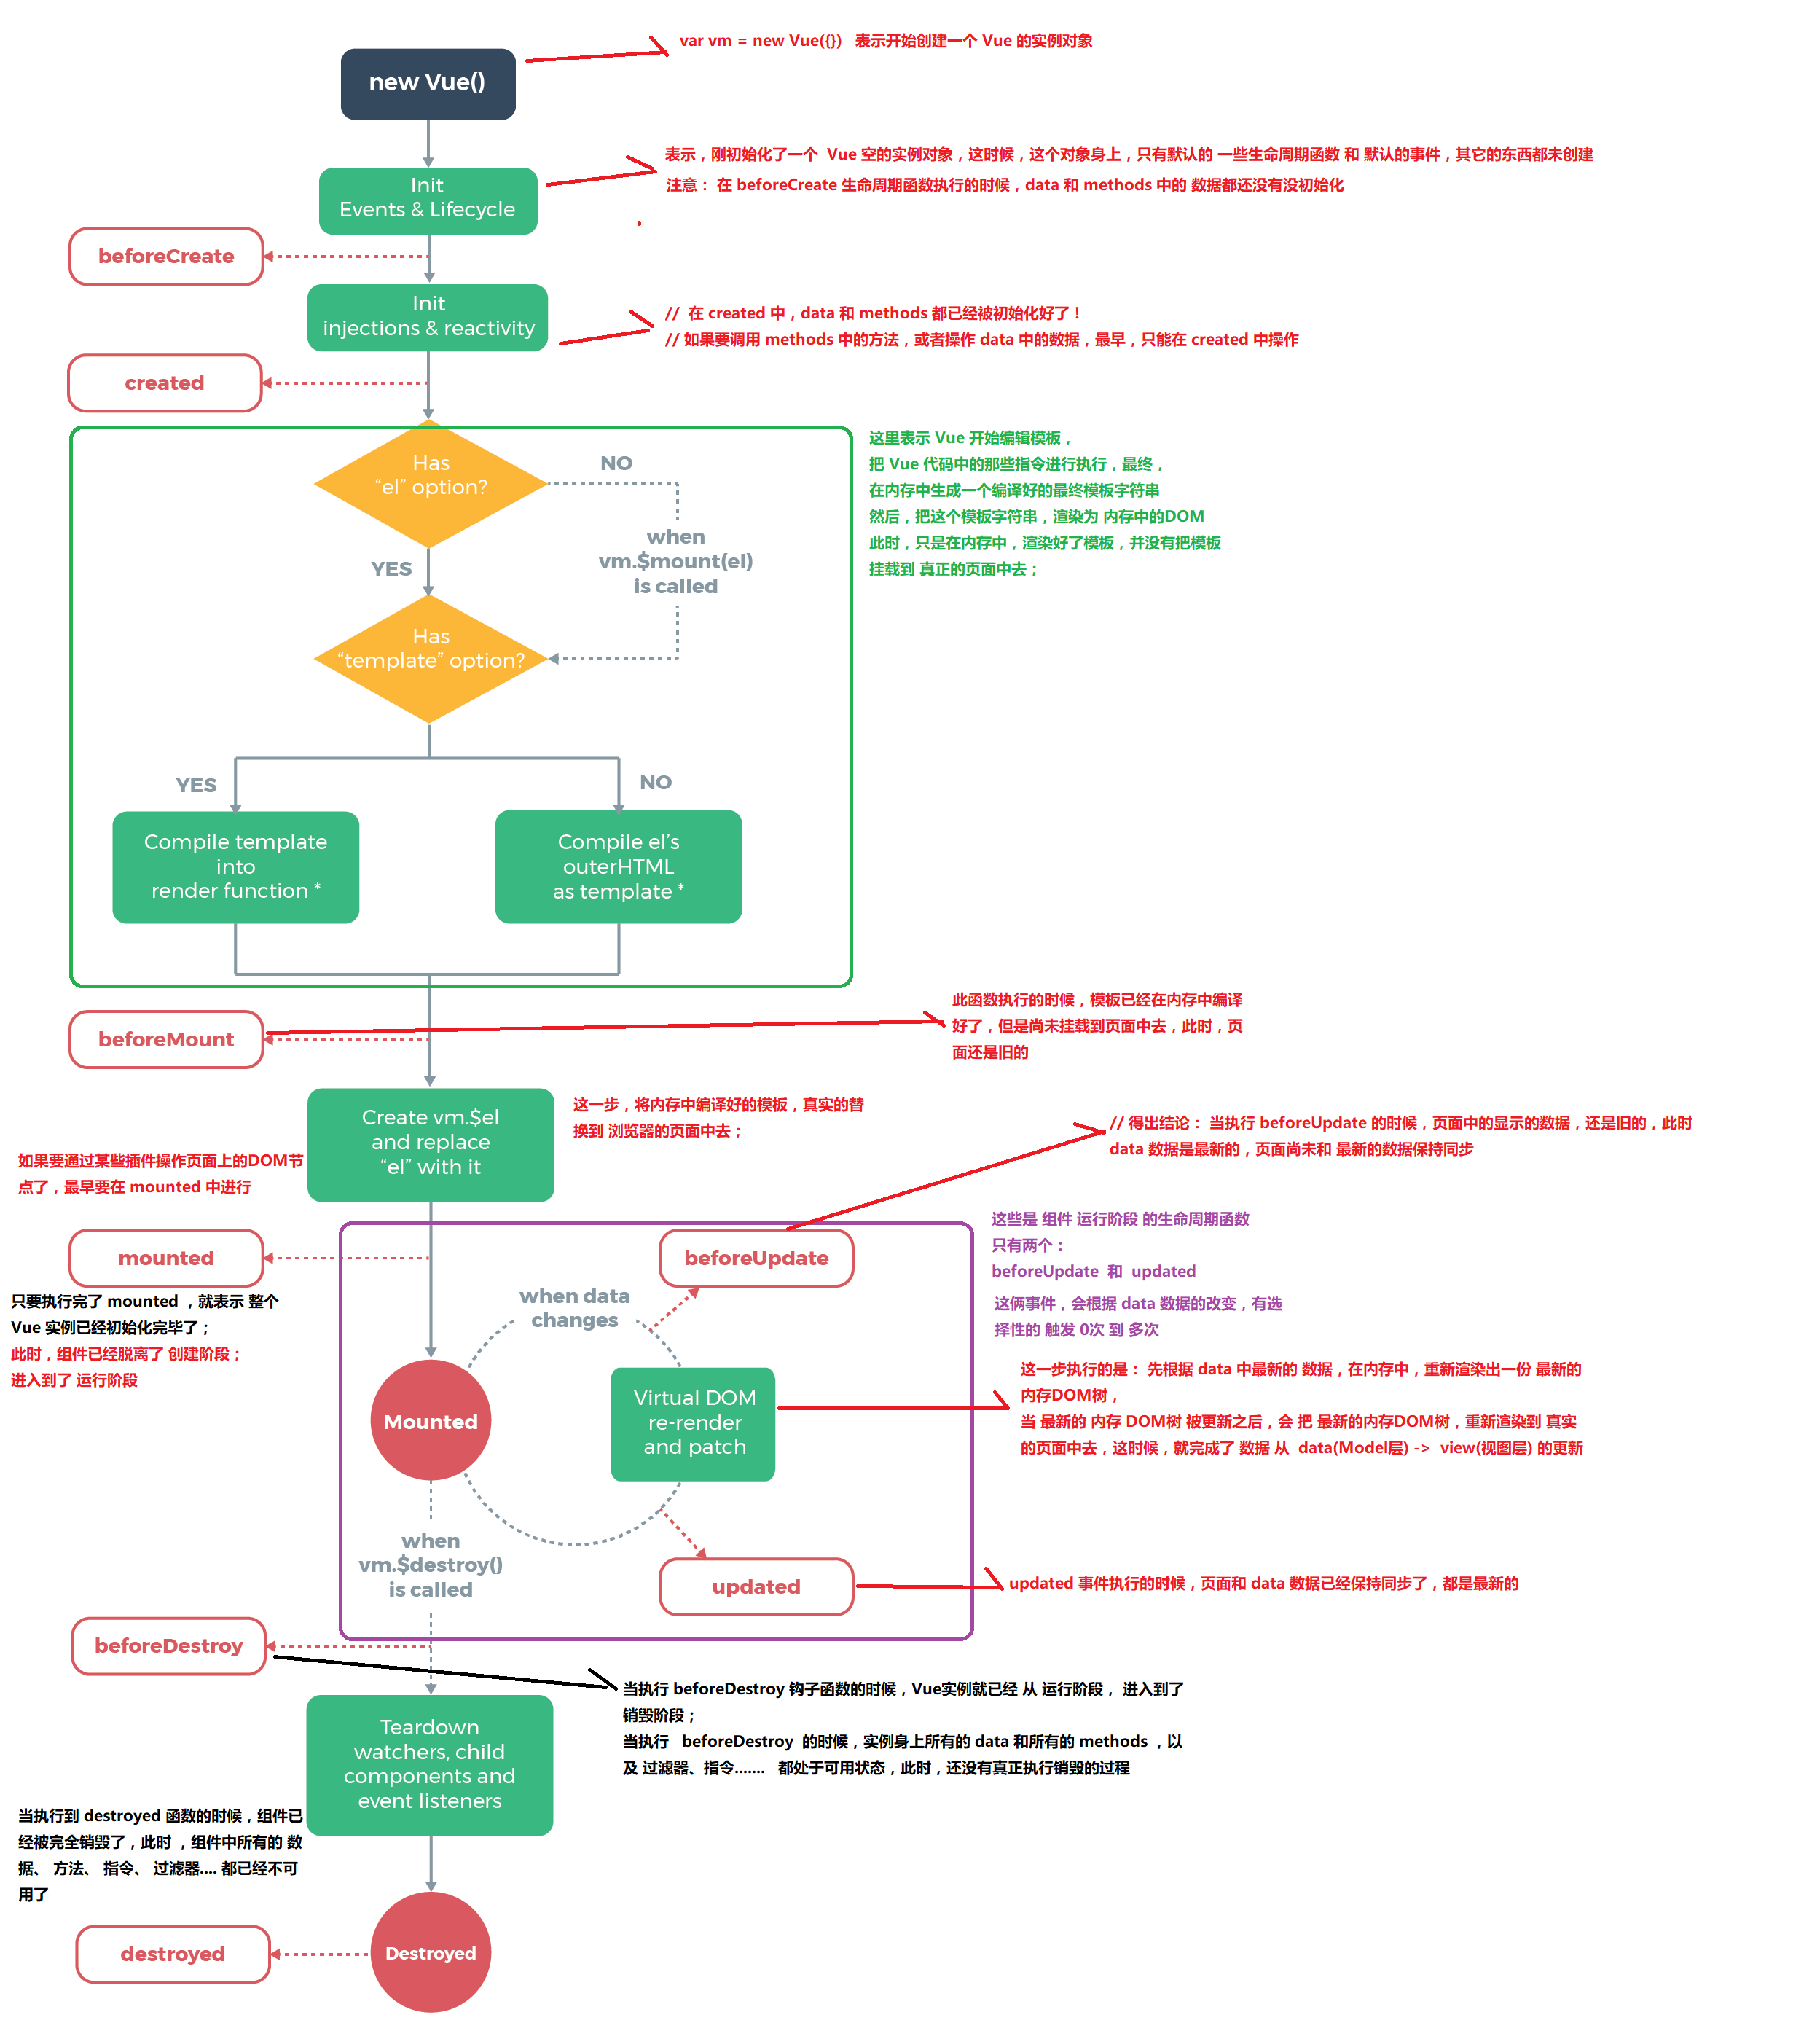 var vm = new Vue({}) 表示开始创建一个 Vue 的实例对象
new Vue()
表示，刚初始化了一个 Vue 空的实例对象，这时候，这个对象身上，只有默认的 一些生命周期函数 和 默认的事件，其它的东西都未创建
注意： 在 beforeCreate 生命周期函数执行的时候，data 和 methods 中的 数据都还没有没初始化
Init
Events & Lifecycle
beforeCreate
Init
injections & reactivity
// 在 created 中，data 和 methods 都已经被初始化好了！
// 如果要调用 methods 中的方法，或者操作 data 中的数据，最早，只能在 created 中操作
created
这里表示 Vue 开始编辑模板，
把 Vue 代码中的那些指令进行执行，最终，
在内存中生成一个编译好的最终模板字符串
然后，把这个模板字符串，渲染为 内存中的DOM
此时，只是在内存中，渲染好了模板，并没有把模板
挂载到 真正的页面中去；
Has
“el” option?
NO
when
vm.$mount(el)
is called
YES
Has
“template” option?
YES
NO
Compile template
into
render function *
Compile el’s
outerHTML
as template *
此函数执行的时候，模板已经在内存中编译
好了，但是尚未挂载到页面中去，此时，页
面还是旧的
beforeMount
Create vm.$el
and replace
“el” with it
这一步，将内存中编译好的模板，真实的替
换到 浏览器的页面中去；
// 得出结论： 当执行 beforeUpdate 的时候，页面中的显示的数据，还是旧的，此时
data 数据是最新的，页面尚未和 最新的数据保持同步
如果要通过某些插件操作页面上的DOM节
点了，最早要在 mounted 中进行
mounted
只要执行完了 mounted ，就表示 整个
Vue 实例已经初始化完毕了；
此时，组件已经脱离了 创建阶段；
进入到了 运行阶段
beforeUpdate
这些是 组件 运行阶段 的生命周期函数
只有两个：
beforeUpdate 和 updated
这俩事件，会根据 data 数据的改变，有选
择性的 触发 0次 到 多次
when data
changes
Mounted
Virtual DOM
re-render
and patch
这一步执行的是： 先根据 data 中最新的 数据，在内存中，重新渲染出一份 最新的
内存DOM树，
当 最新的 内存 DOM树 被更新之后，会 把 最新的内存DOM树，重新渲染到 真实
的页面中去，这时候，就完成了 数据 从 data(Model层) -> view(视图层) 的更新
when
vm.$destroy()
is called
updated
updated 事件执行的时候，页面和 data 数据已经保持同步了，都是最新的
beforeDestroy
当执行 beforeDestroy 钩子函数的时候，Vue实例就已经 从 运行阶段， 进入到了
销毁阶段；
当执行 beforeDestroy 的时候，实例身上所有的 data 和所有的 methods ，以
及 过滤器、指令....... 都处于可用状态，此时，还没有真正执行销毁的过程
Teardown
watchers, child
components and
event listeners
当执行到 destroyed 函数的时候，组件已
经被完全销毁了，此时 ，组件中所有的 数
据、 方法、 指令、 过滤器.... 都已经不可
用了
destroyed
Destroyed